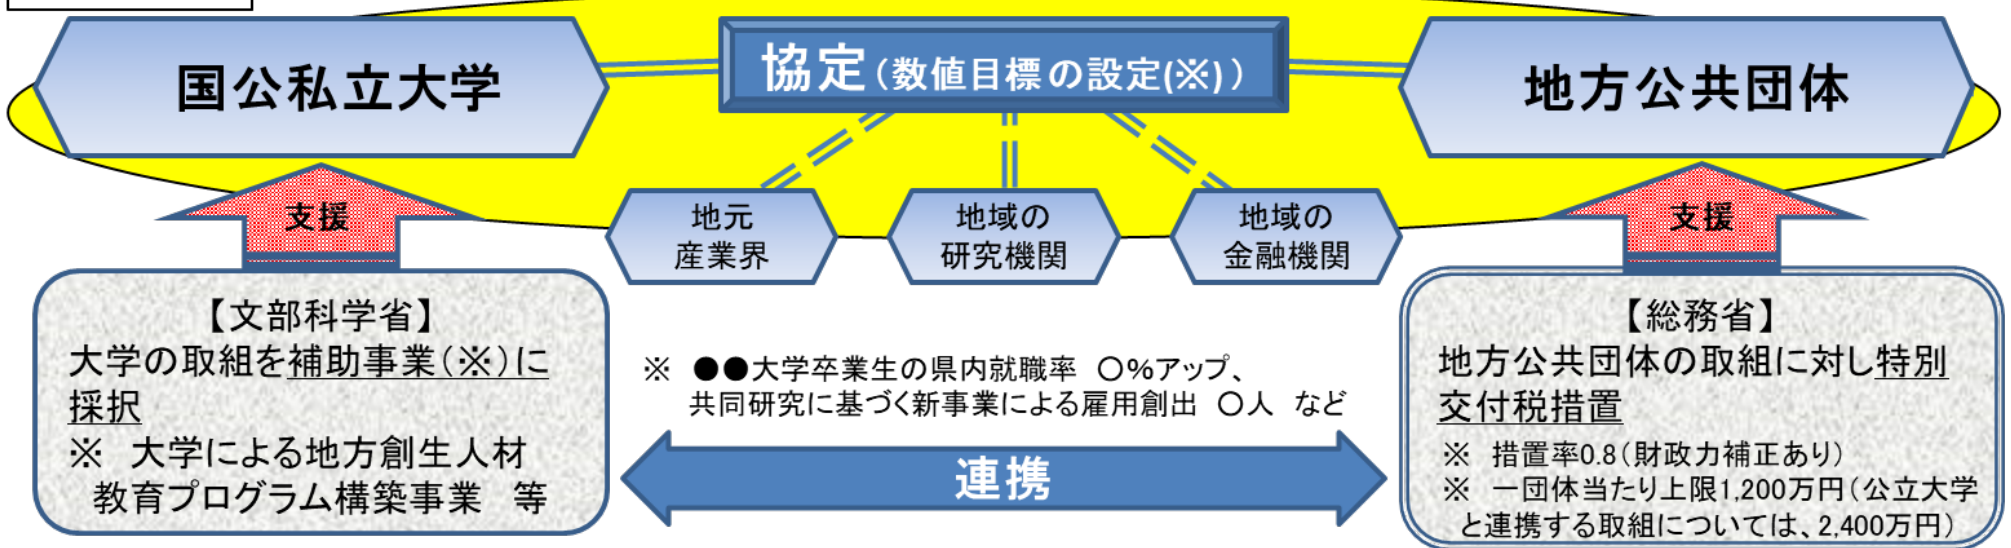 国公私立大学
協定（数値目標の設定(※)）
地方公共団体
支援
地元
産業界
地域の
研究機関
地域の
金融機関
支援
【文部科学省】
大学の取組を補助事業（※）に
採択
※　大学による地方創生人材
教育プログラム構築事業　等
※　●●大学卒業生の県内就職率　〇%アップ、
共同研究に基づく新事業による雇用創出　〇人　など
連携
【総務省】
地方公共団体の取組に対し特別
交付税措置
※　措置率0.8（財政力補正あり）
※　一団体当たり上限1,200万円（公立大学
と連携する取組については、2,400万円）